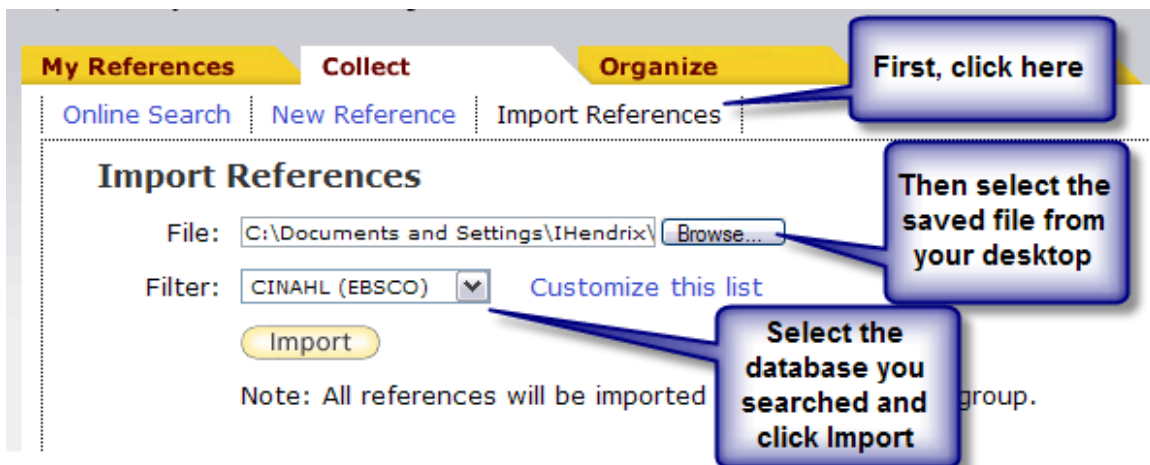 My References Collect Organize
First, click here
Online Search New Reference Import References
Import References
Then select the
saved file from
your desktop
File: C:\Documents and Settings\IHendrix\ Browse...
Filter: CINAHL (EBSCO) Customize this list
Select the
database you
searched and
click Import
Import
Note: All references will be imported group.